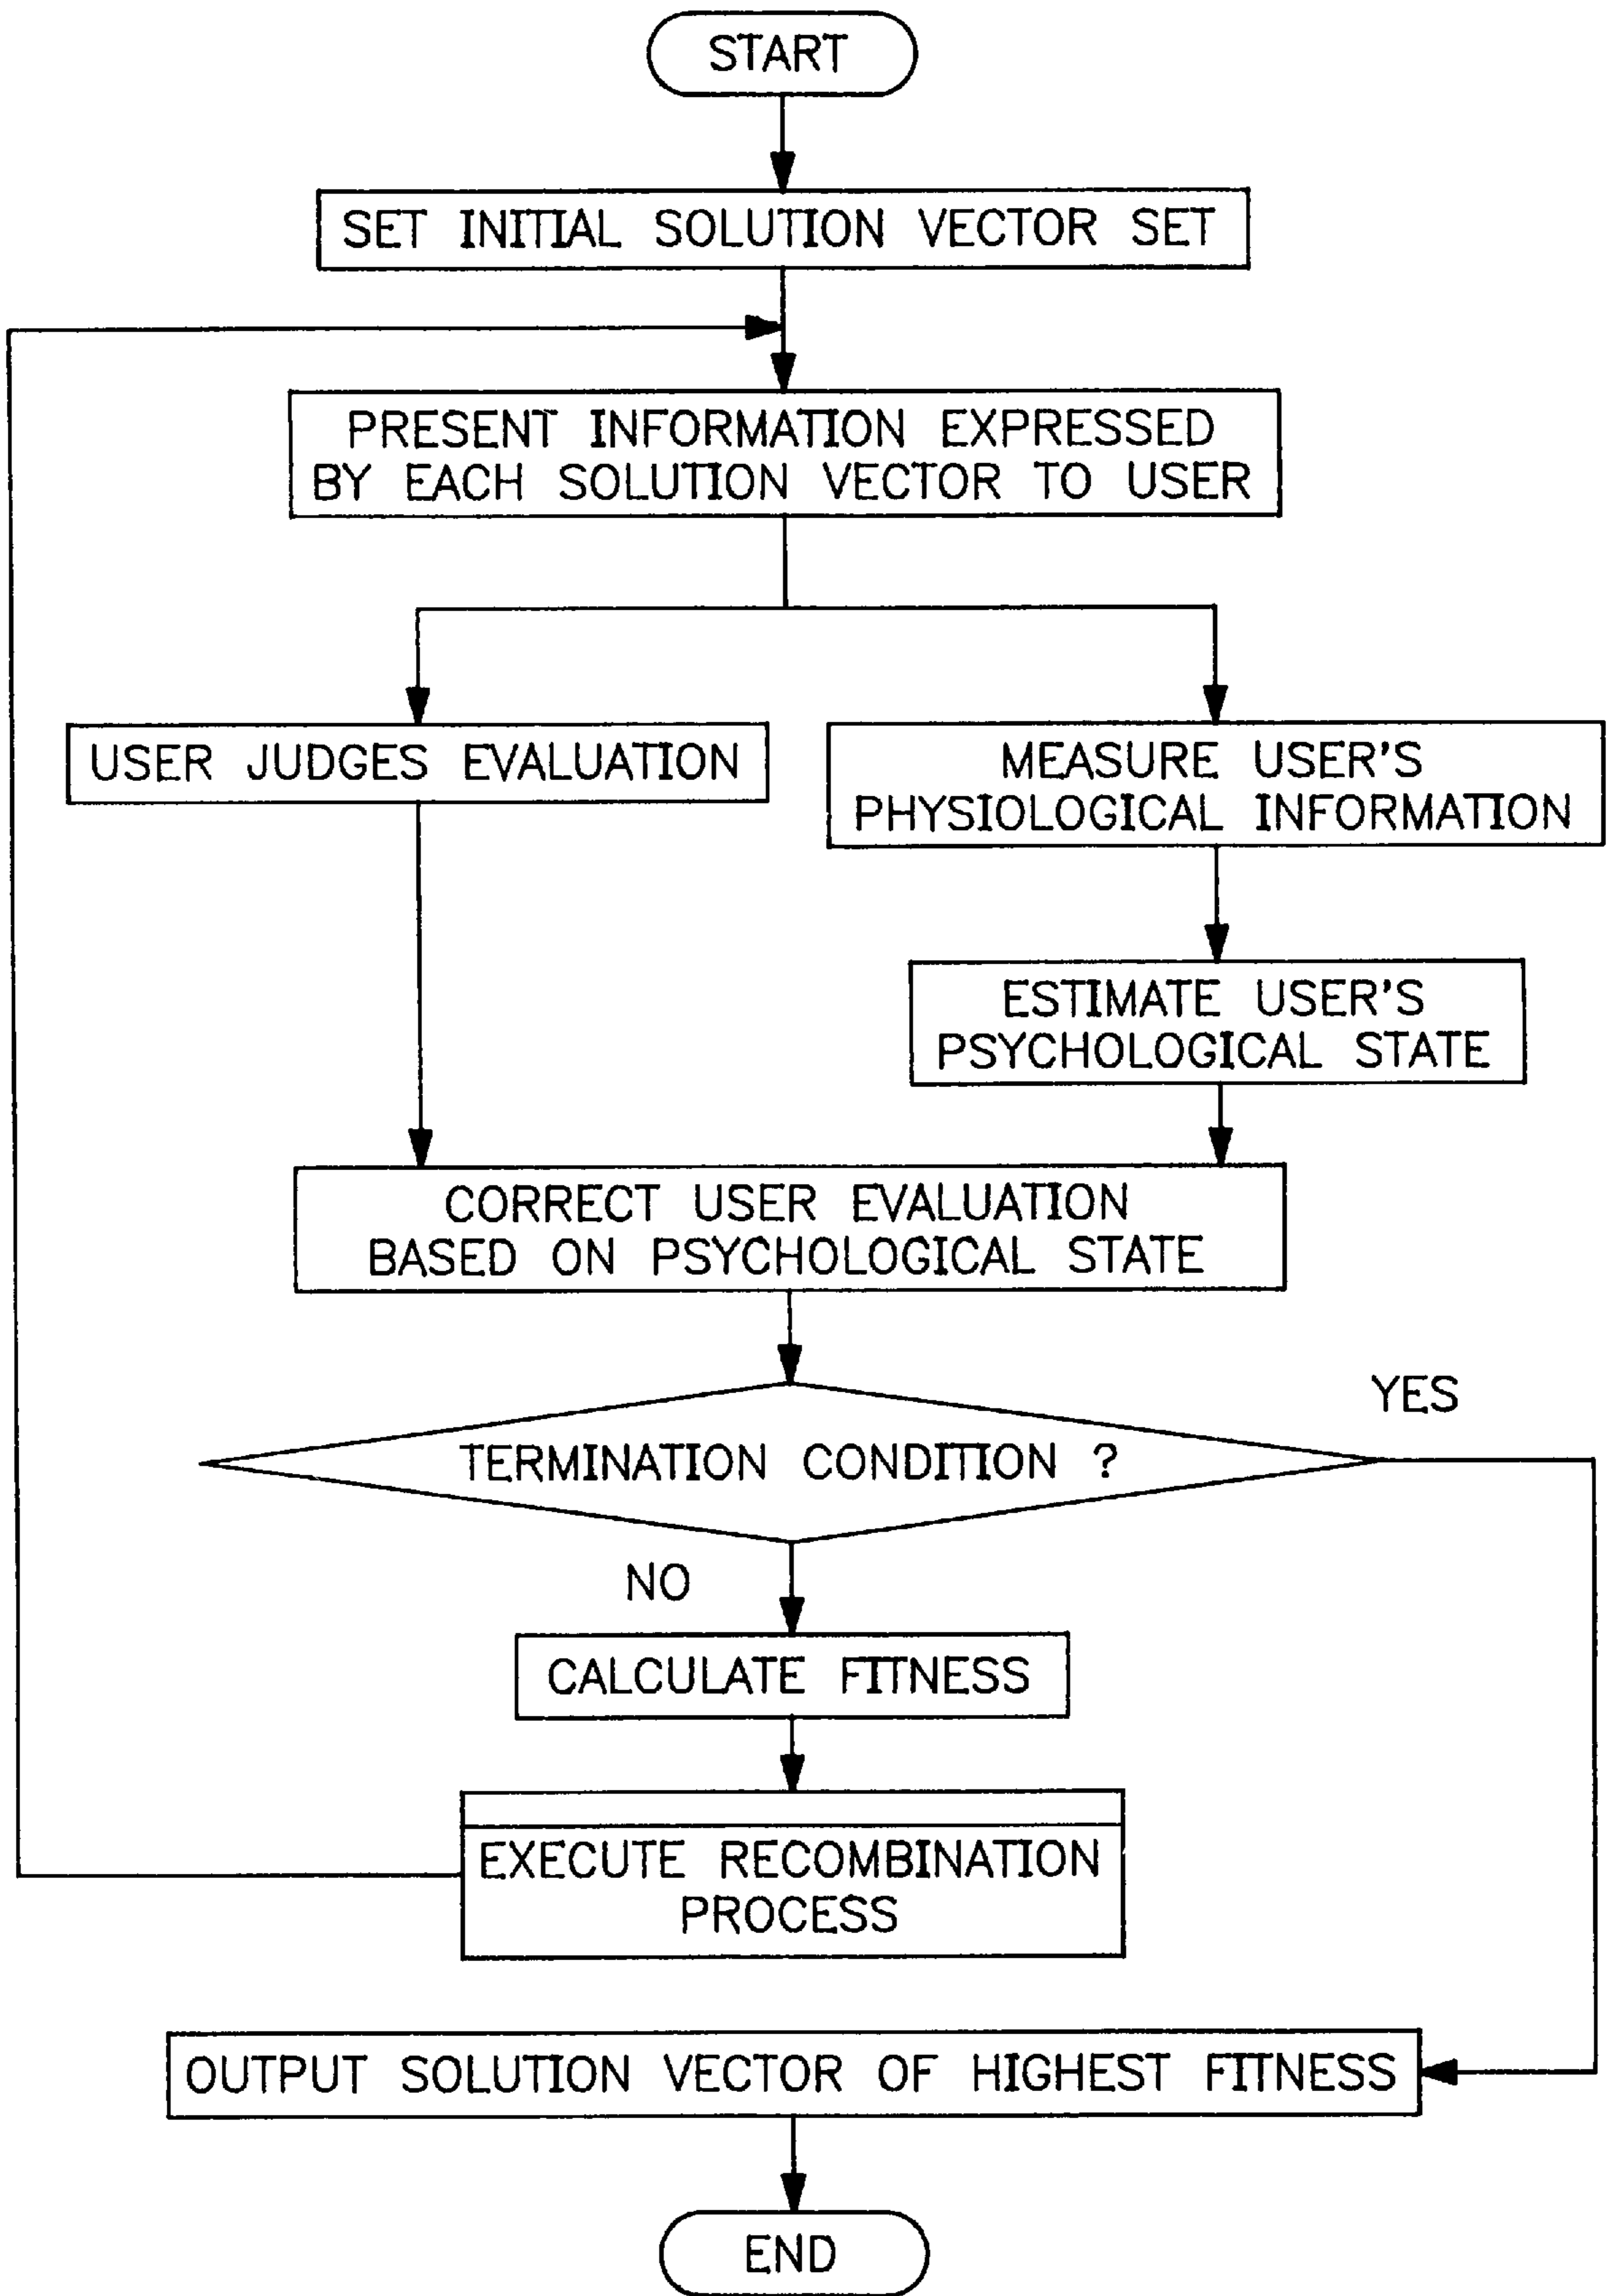 START
SET INITIAL SOLUTION VECTOR SET
PRESENT INFORMATION EXPRESSED
BY EACH SOLUTION VECTOR TO USER
USER JUDGES EVALUATION
MEASURE USER'S
PHYSIOLOGICAL INFORMATION
ESTIMATE USER'S
PSYCHOLOGICAL STATE
CORRECT USER EVALUATION
BASED ON PSYCHOLOGICAL STATE
YES
TERMINATION CONDITION ?
NO
CALCULATE FITNESS
EXECUTE RECOMBINATION
PROCESS
OUTPUT SOLUTION VECTOR OF HIGHEST FITNESS
END